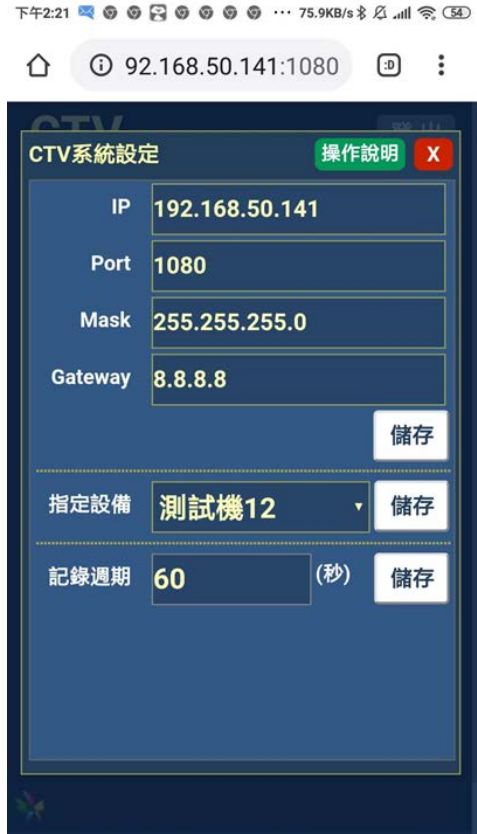 下午2:21 ... 75.9KB/s 54
92.168.50.141:1080 :D
CTV
登出
CTV系統設定 操作說明 X
IP 192.168.50.141
Port 1080
Mask 255.255.255.0
Gateway 8.8.8.8
儲存
指定設備 測試機12 儲存
記錄週期 60 (秒) 儲存